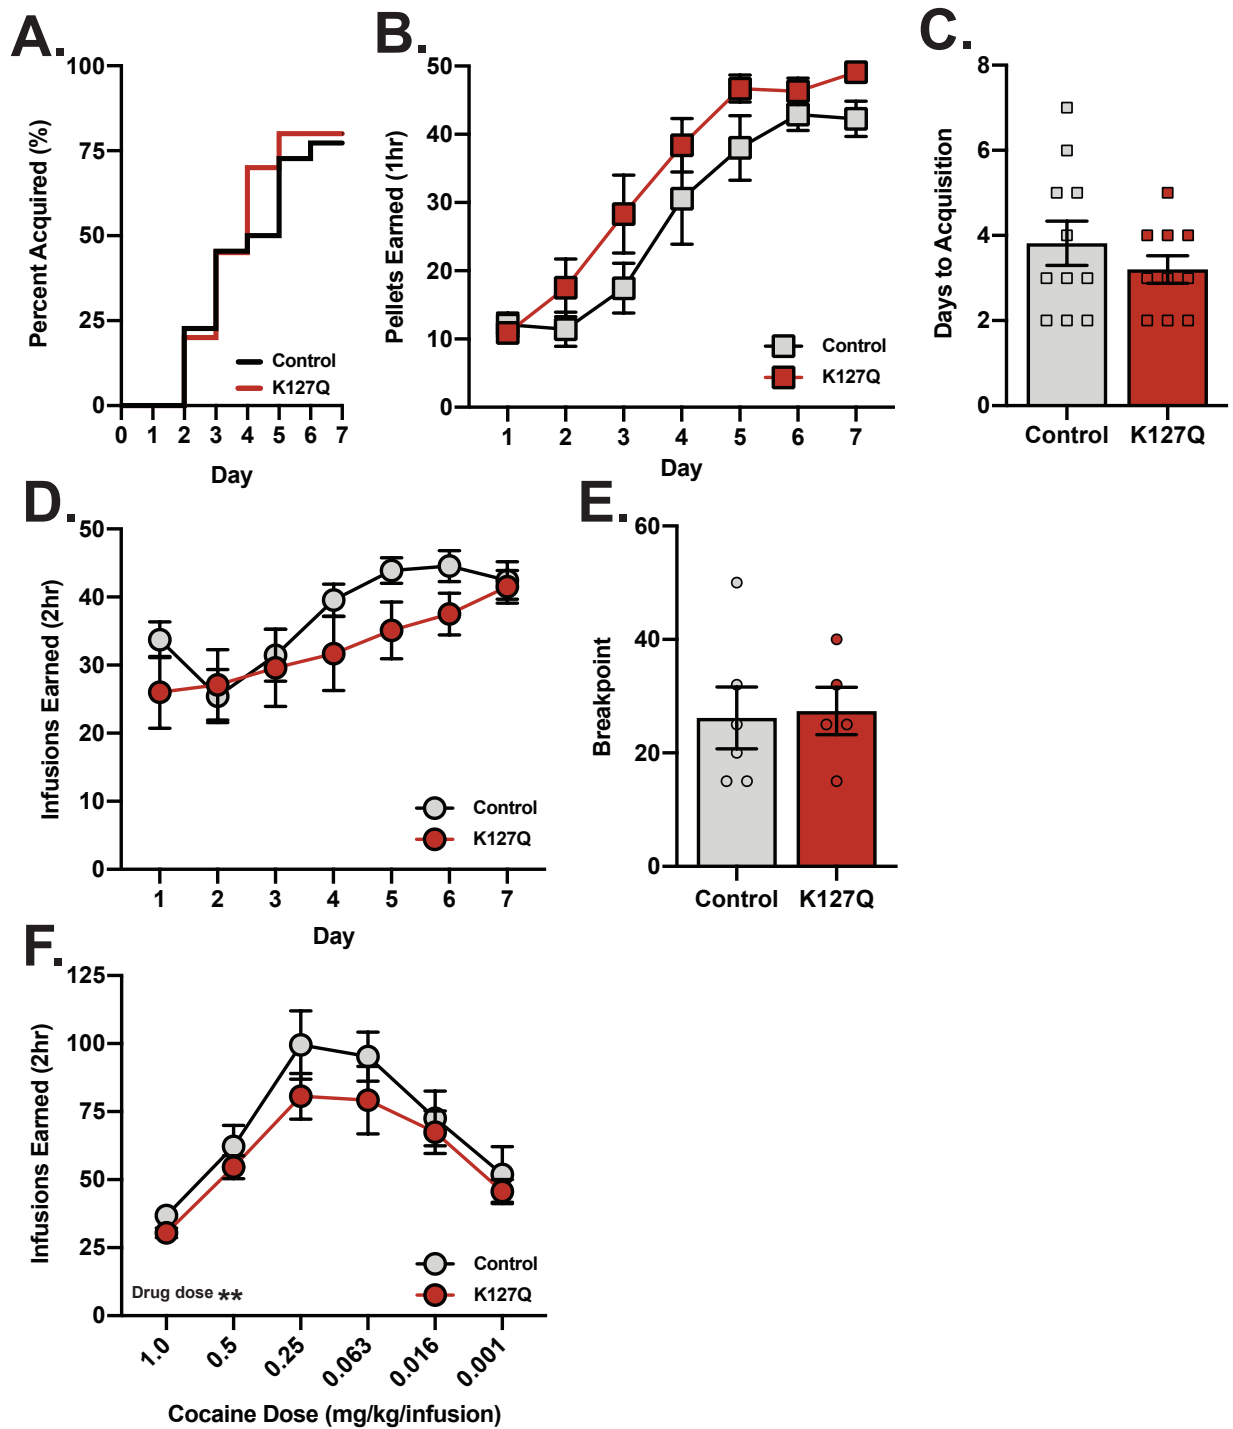 A.
100
75
50
25
0
Percent Acquired (%)
Control
K127Q
0 1 2 3 4 5 6 7
Day
B.
50
40
30
20
10
0
Pellets Earned (1hr)
Control
K127Q
1 2 3 4 5 6 7
Day
C.
8
6
4
2
0
Days to Acquisition
Control K127Q
D.
50
40
30
20
10
0
Infusions Earned (2hr)
Control
K127Q
1 2 3 4 5 6 7
Day
E.
60
40
20
0
Breakpoint
Control K127Q
F.
125
100
75
50
25
0
Infusions Earned (2hr)
Control
K127Q
Drug dose **
1.0 0.5 0.25 0.063 0.016 0.001
Cocaine Dose (mg/kg/infusion)